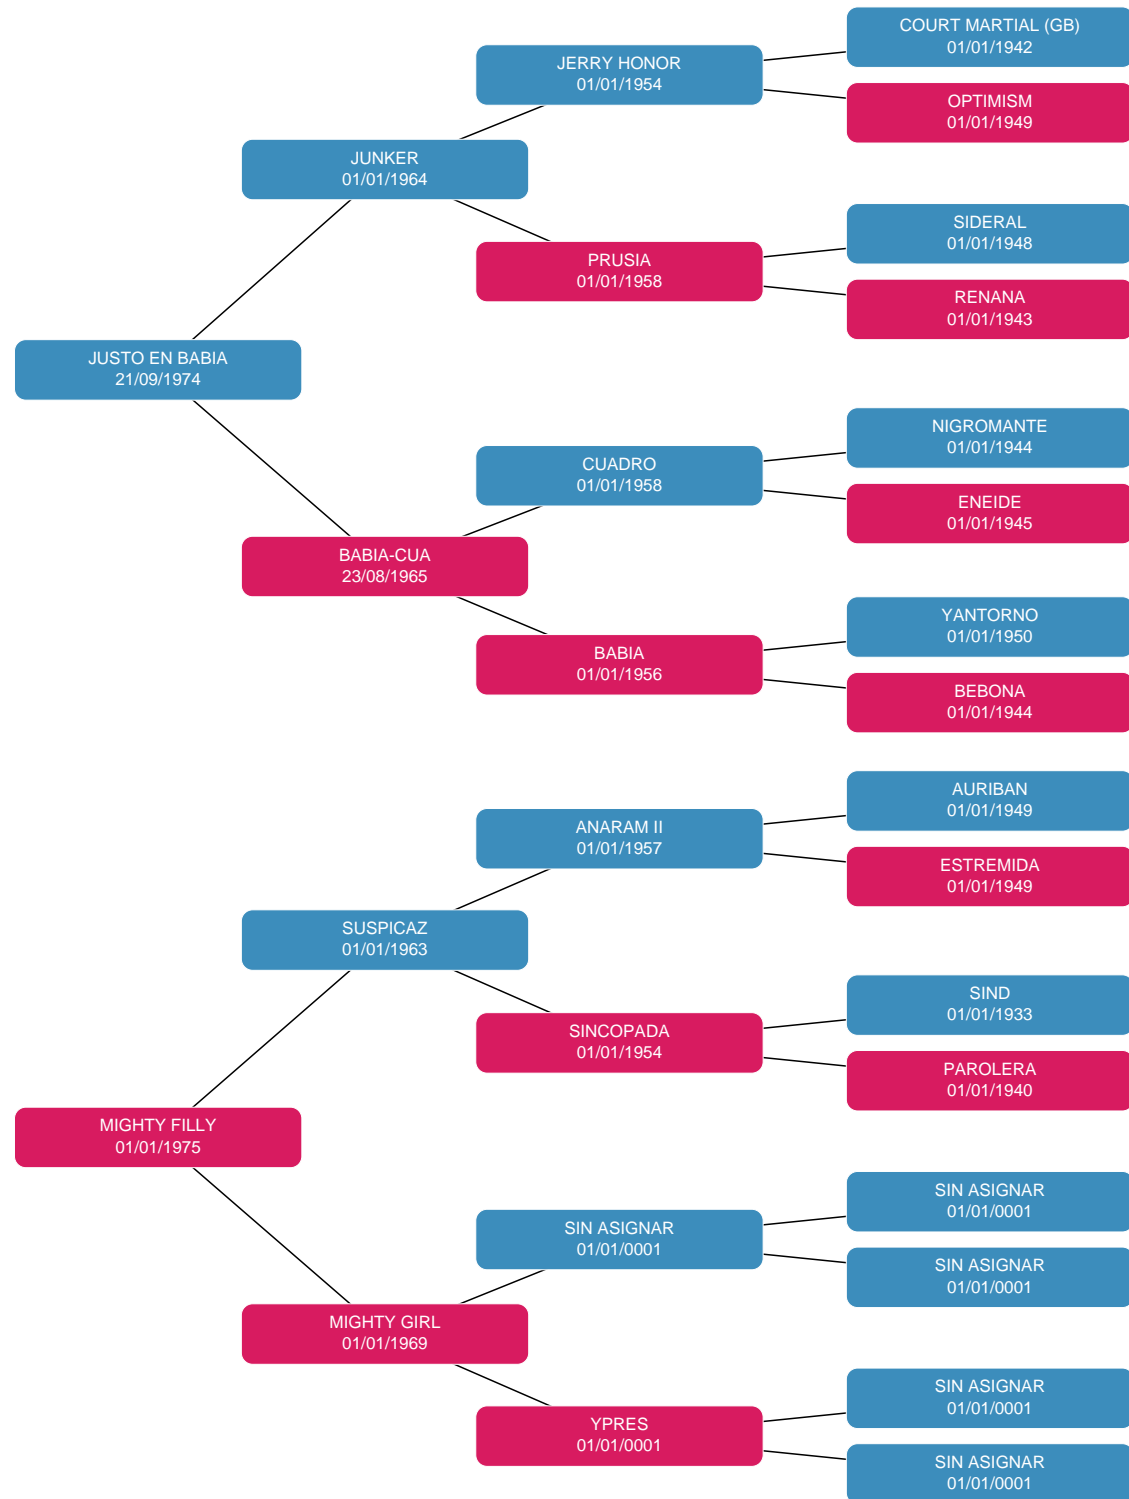 COURT MARTIAL (GB)
01/01/1942
JERRY HONOR
01/01/1954
OPTIMISM
01/01/1949
JUNKER
01/01/1964
SIDERAL
01/01/1948
PRUSIA
01/01/1958
RENANA
01/01/1943
JUSTO EN BABIA
21/09/1974
NIGROMANTE
01/01/1944
CUADRO
01/01/1958
ENEIDE
01/01/1945
BABIA-CUA
23/08/1965
YANTORNO
01/01/1950
BABIA
01/01/1956
BEBONA
01/01/1944
AURIBAN
01/01/1949
ANARAM II
01/01/1957
ESTREMIDA
01/01/1949
SUSPICAZ
01/01/1963
SIND
01/01/1933
SINCOPADA
01/01/1954
PAROLERA
01/01/1940
MIGHTY FILLY
01/01/1975
SIN ASIGNAR
01/01/0001
SIN ASIGNAR
01/01/0001
SIN ASIGNAR
01/01/0001
MIGHTY GIRL
01/01/1969
SIN ASIGNAR
01/01/0001
YPRES
01/01/0001
SIN ASIGNAR
01/01/0001